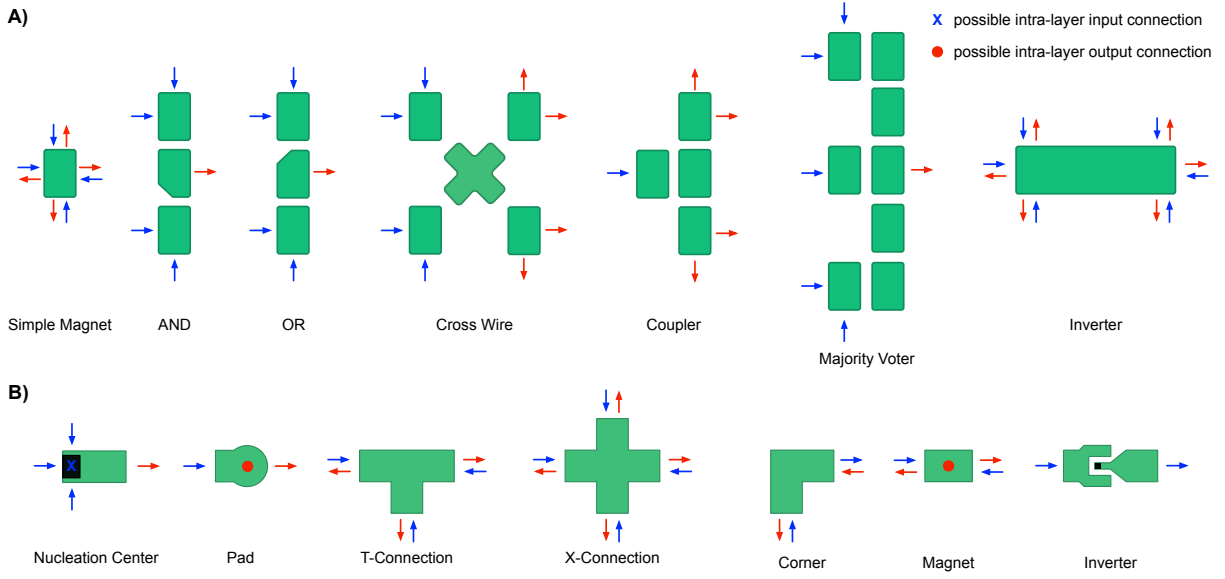 A)
X possible intra-layer input connection
possible intra-layer output connection
Simple Magnet
AND
OR
Cross Wire
Coupler
Majority Voter
Inverter
B)
X
Nucleation Center
Pad
T-Connection
X-Connection
Corner
Magnet
Inverter